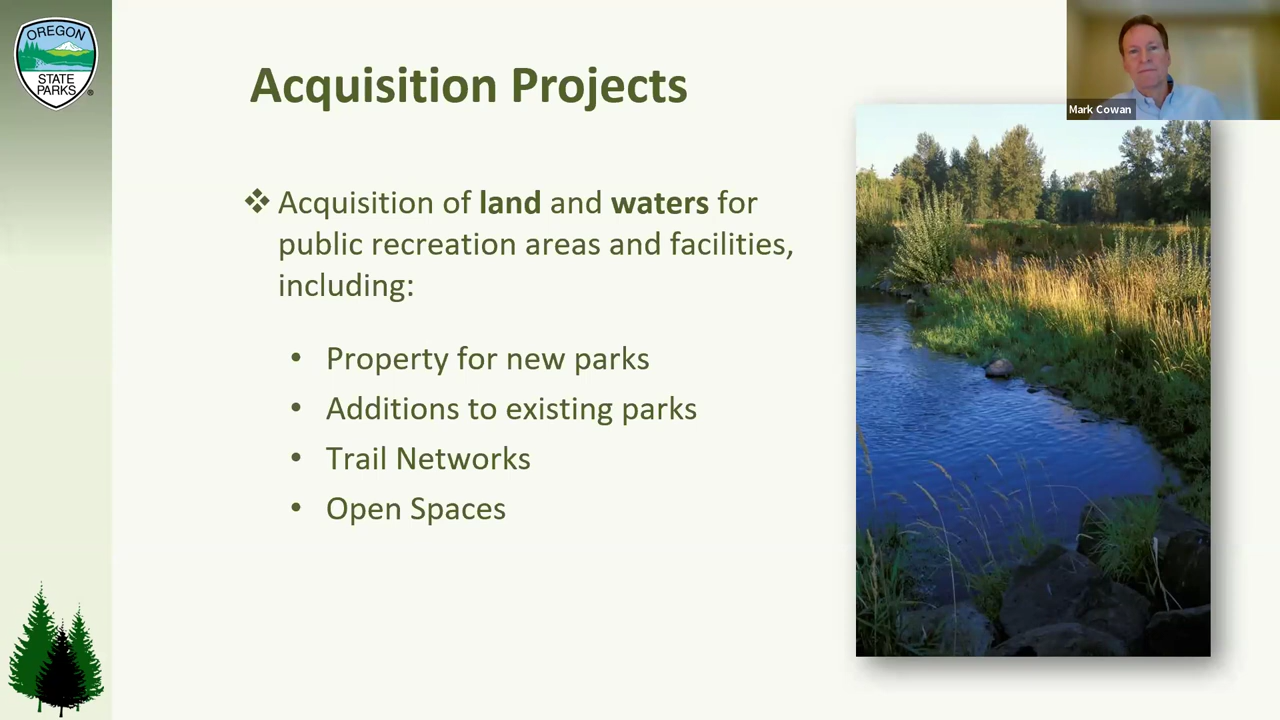 OREGON
STATE
PARKS
Acquisition Projects
Mark Cowan
❖ Acquisition of land and waters for
public recreation areas and facilities,
including:
• Property for new parks
• Additions to existing parks
• Trail Networks
• Open Spaces